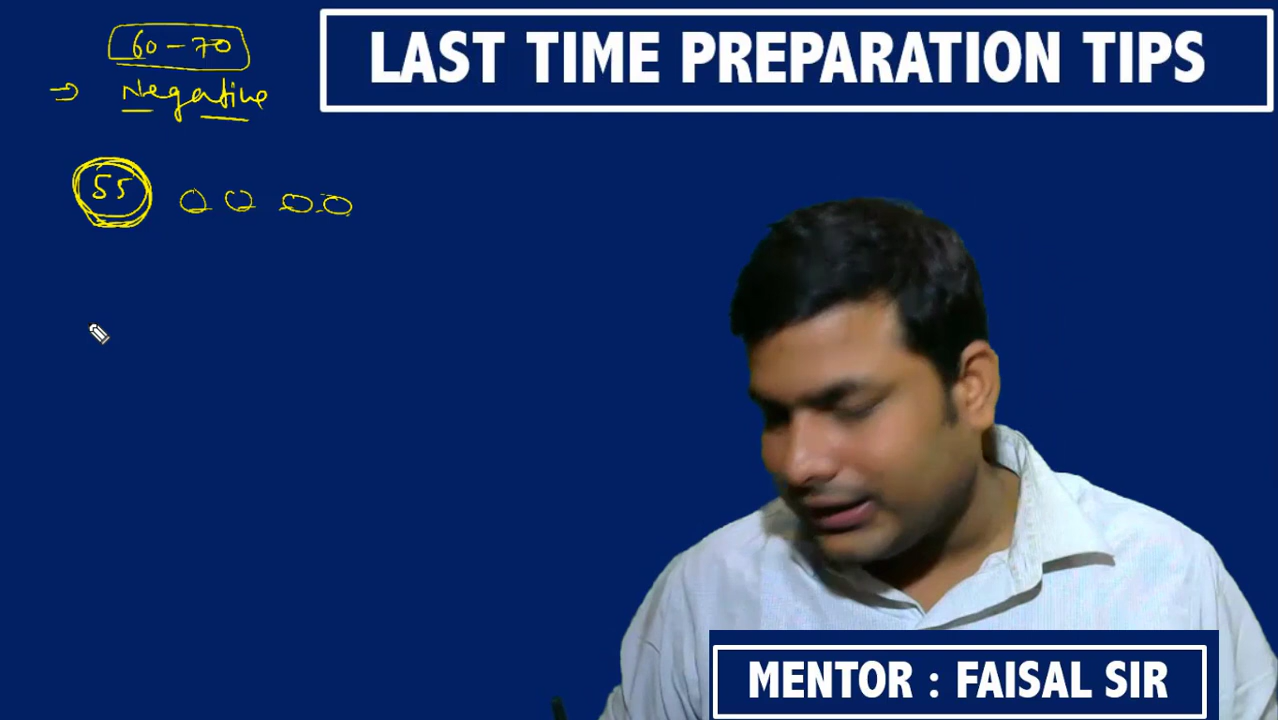 60-70
LAST TIME PREPARATION TIPS
⇒ Negative
55
MENTOR : FAISAL SIR